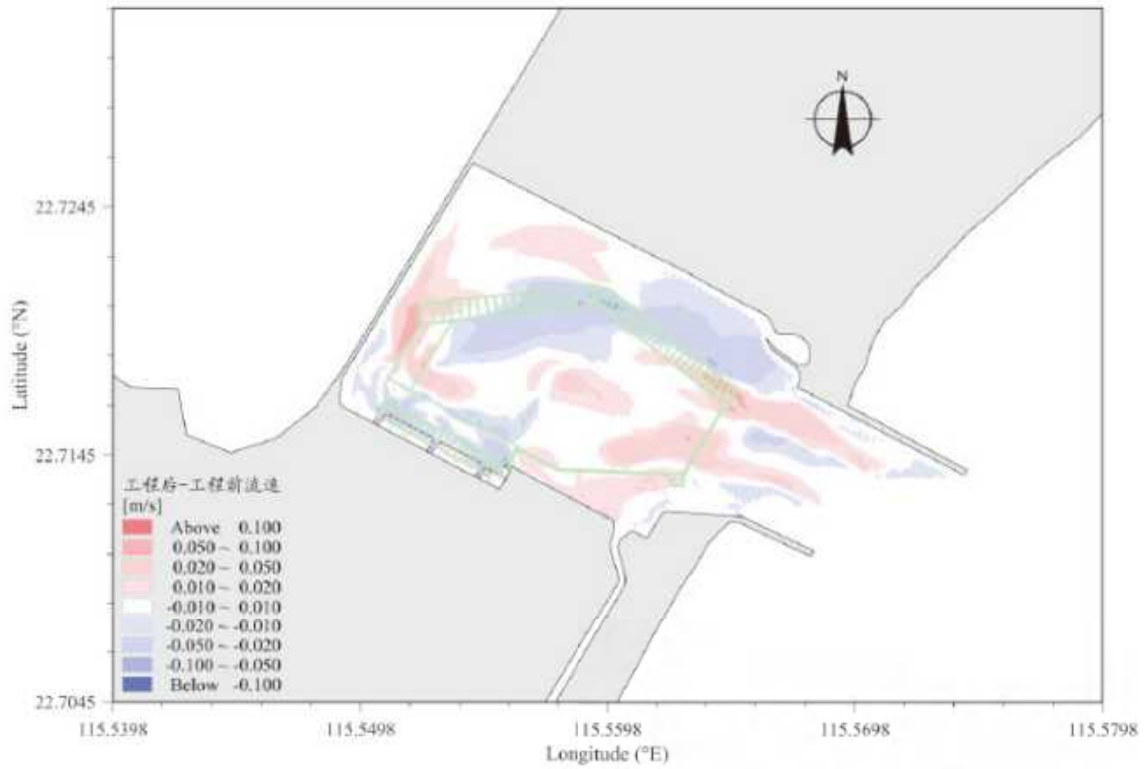 N
22.7245
22.7145
22.7045
Latitude (°N)
工程后-工程前流速
[m/s]
Above 0.100
0.050 ~ 0.100
0.020 ~ 0.050
0.010 ~ 0.020
-0.010 ~ 0.010
-0.020 ~ -0.010
-0.050 ~ -0.020
-0.100 ~ -0.050
Below -0.100
115.5398 115.5498 115.5598 115.5698 115.5798
Longitude (°E)